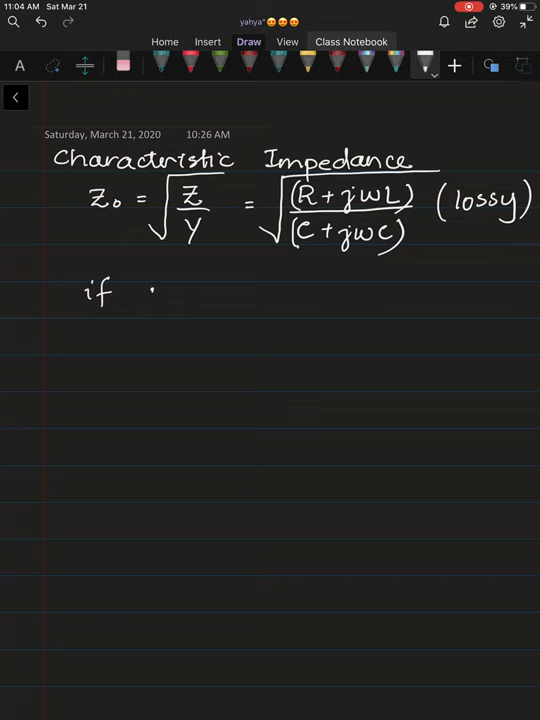 11:04 AM Sat Mar 21 39%
yahya"😍😍😍
Home Insert Draw View Class Notebook
A
Saturday, March 21, 2020 10:26 AM
Characteristic Impedance
Z₀ = √(Z/Y) = √((R + jωL)/(C + jωC)) (lossy)
if